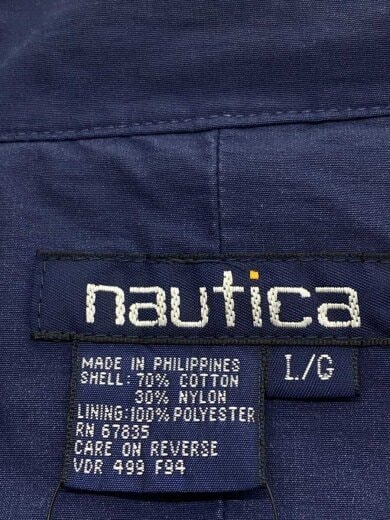 nautica
L/G
MADE IN PHILIPPINES
SHELL: 70% COTTON
30% NYLON
LINING:100% POLYESTER
RN 67835
CARE ON REVERSE
VDR 499 F94